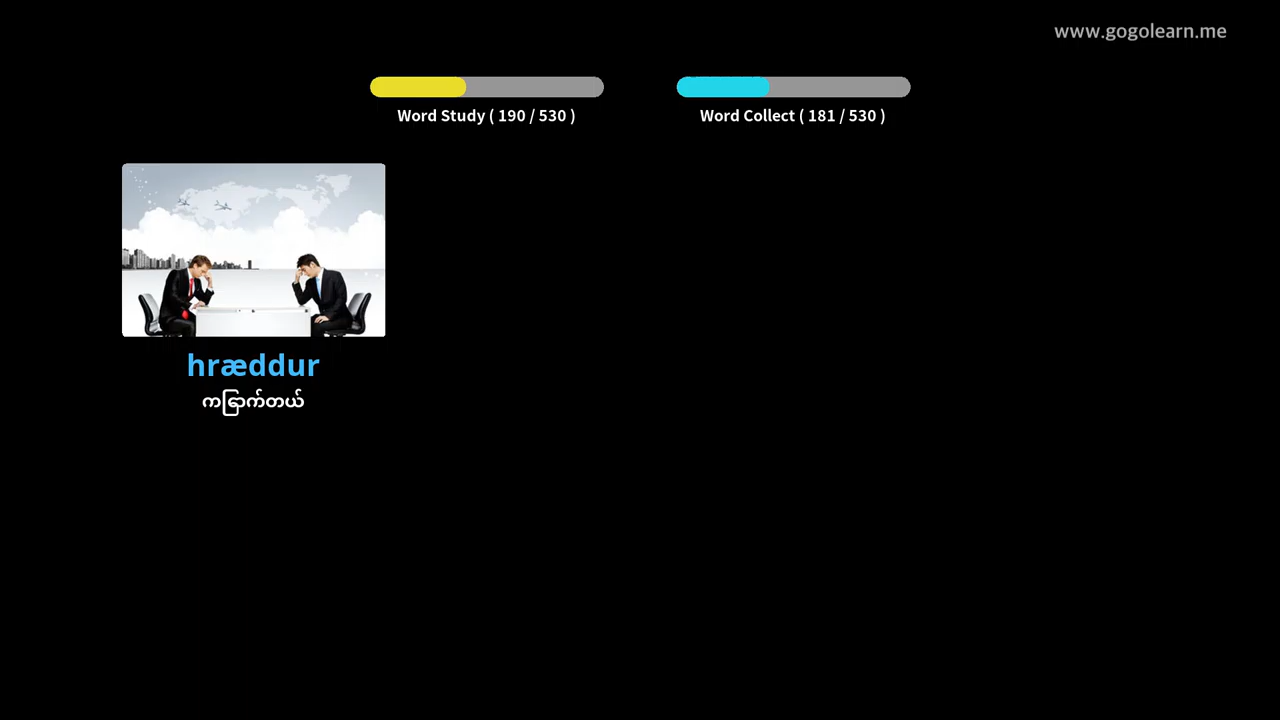 www.gogolearn.me
Word Study ( 190 / 530 )
Word Collect ( 181 / 530 )
hræddur
ကြောက်တယ်